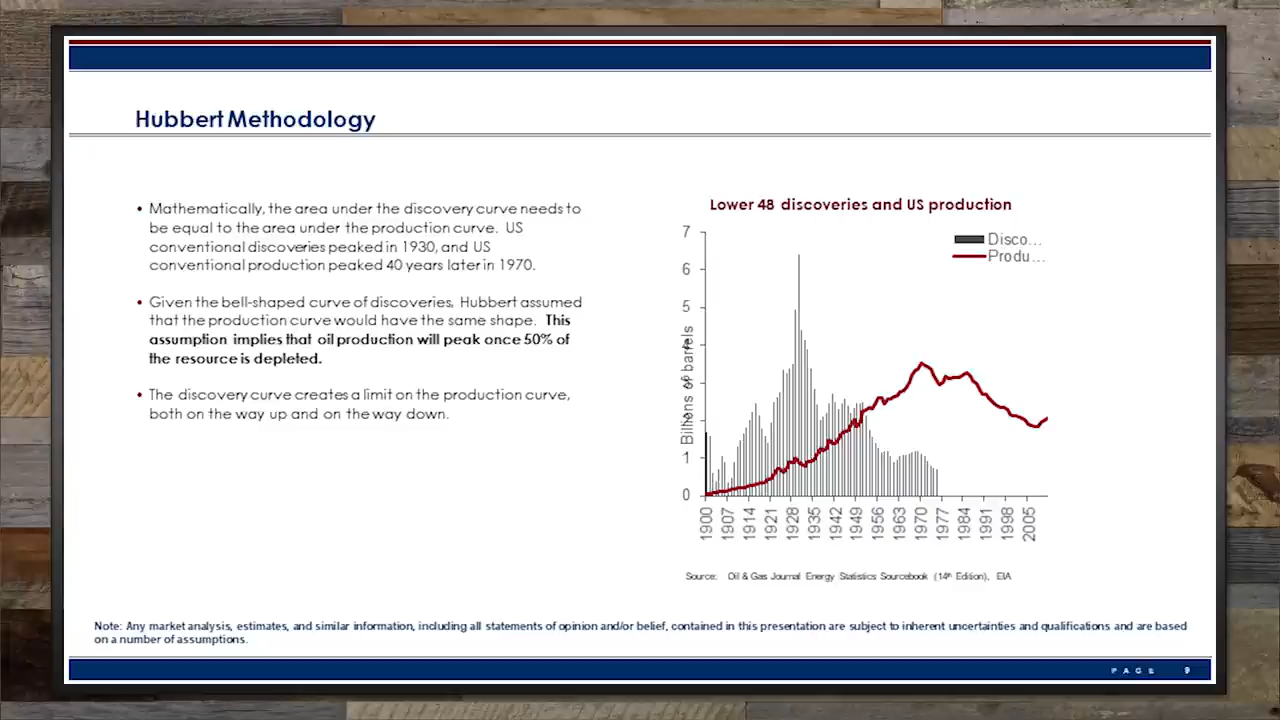 Hubbert Methodology
• Mathematically, the area under the discovery curve needs to
be equal to the area under the production curve. US
conventional discoveries peaked in 1930, and US
conventional production peaked 40 years later in 1970.
• Given the bell-shaped curve of discoveries, Hubbert assumed
that the production curve would have the same shape. This
assumption implies that oil production will peak once 50% of
the resource is depleted.
• The discovery curve creates a limit on the production curve,
both on the way up and on the way down.
Lower 48 discoveries and US production
Disco...
Produ...
Billions of barrels
7
6
5
4
3
2
1
0
1900
1907
1914
1921
1928
1935
1942
1949
1956
1963
1970
1977
1984
1991
1998
2005
Source: Oil & Gas Journal Energy Statistics Sourcebook (14th Edition), EIA
Note: Any market analysis, estimates, and similar information, including all statements of opinion and/or belief, contained in this presentation are subject to inherent uncertainties and qualifications and are based
on a number of assumptions.
PAGE 9